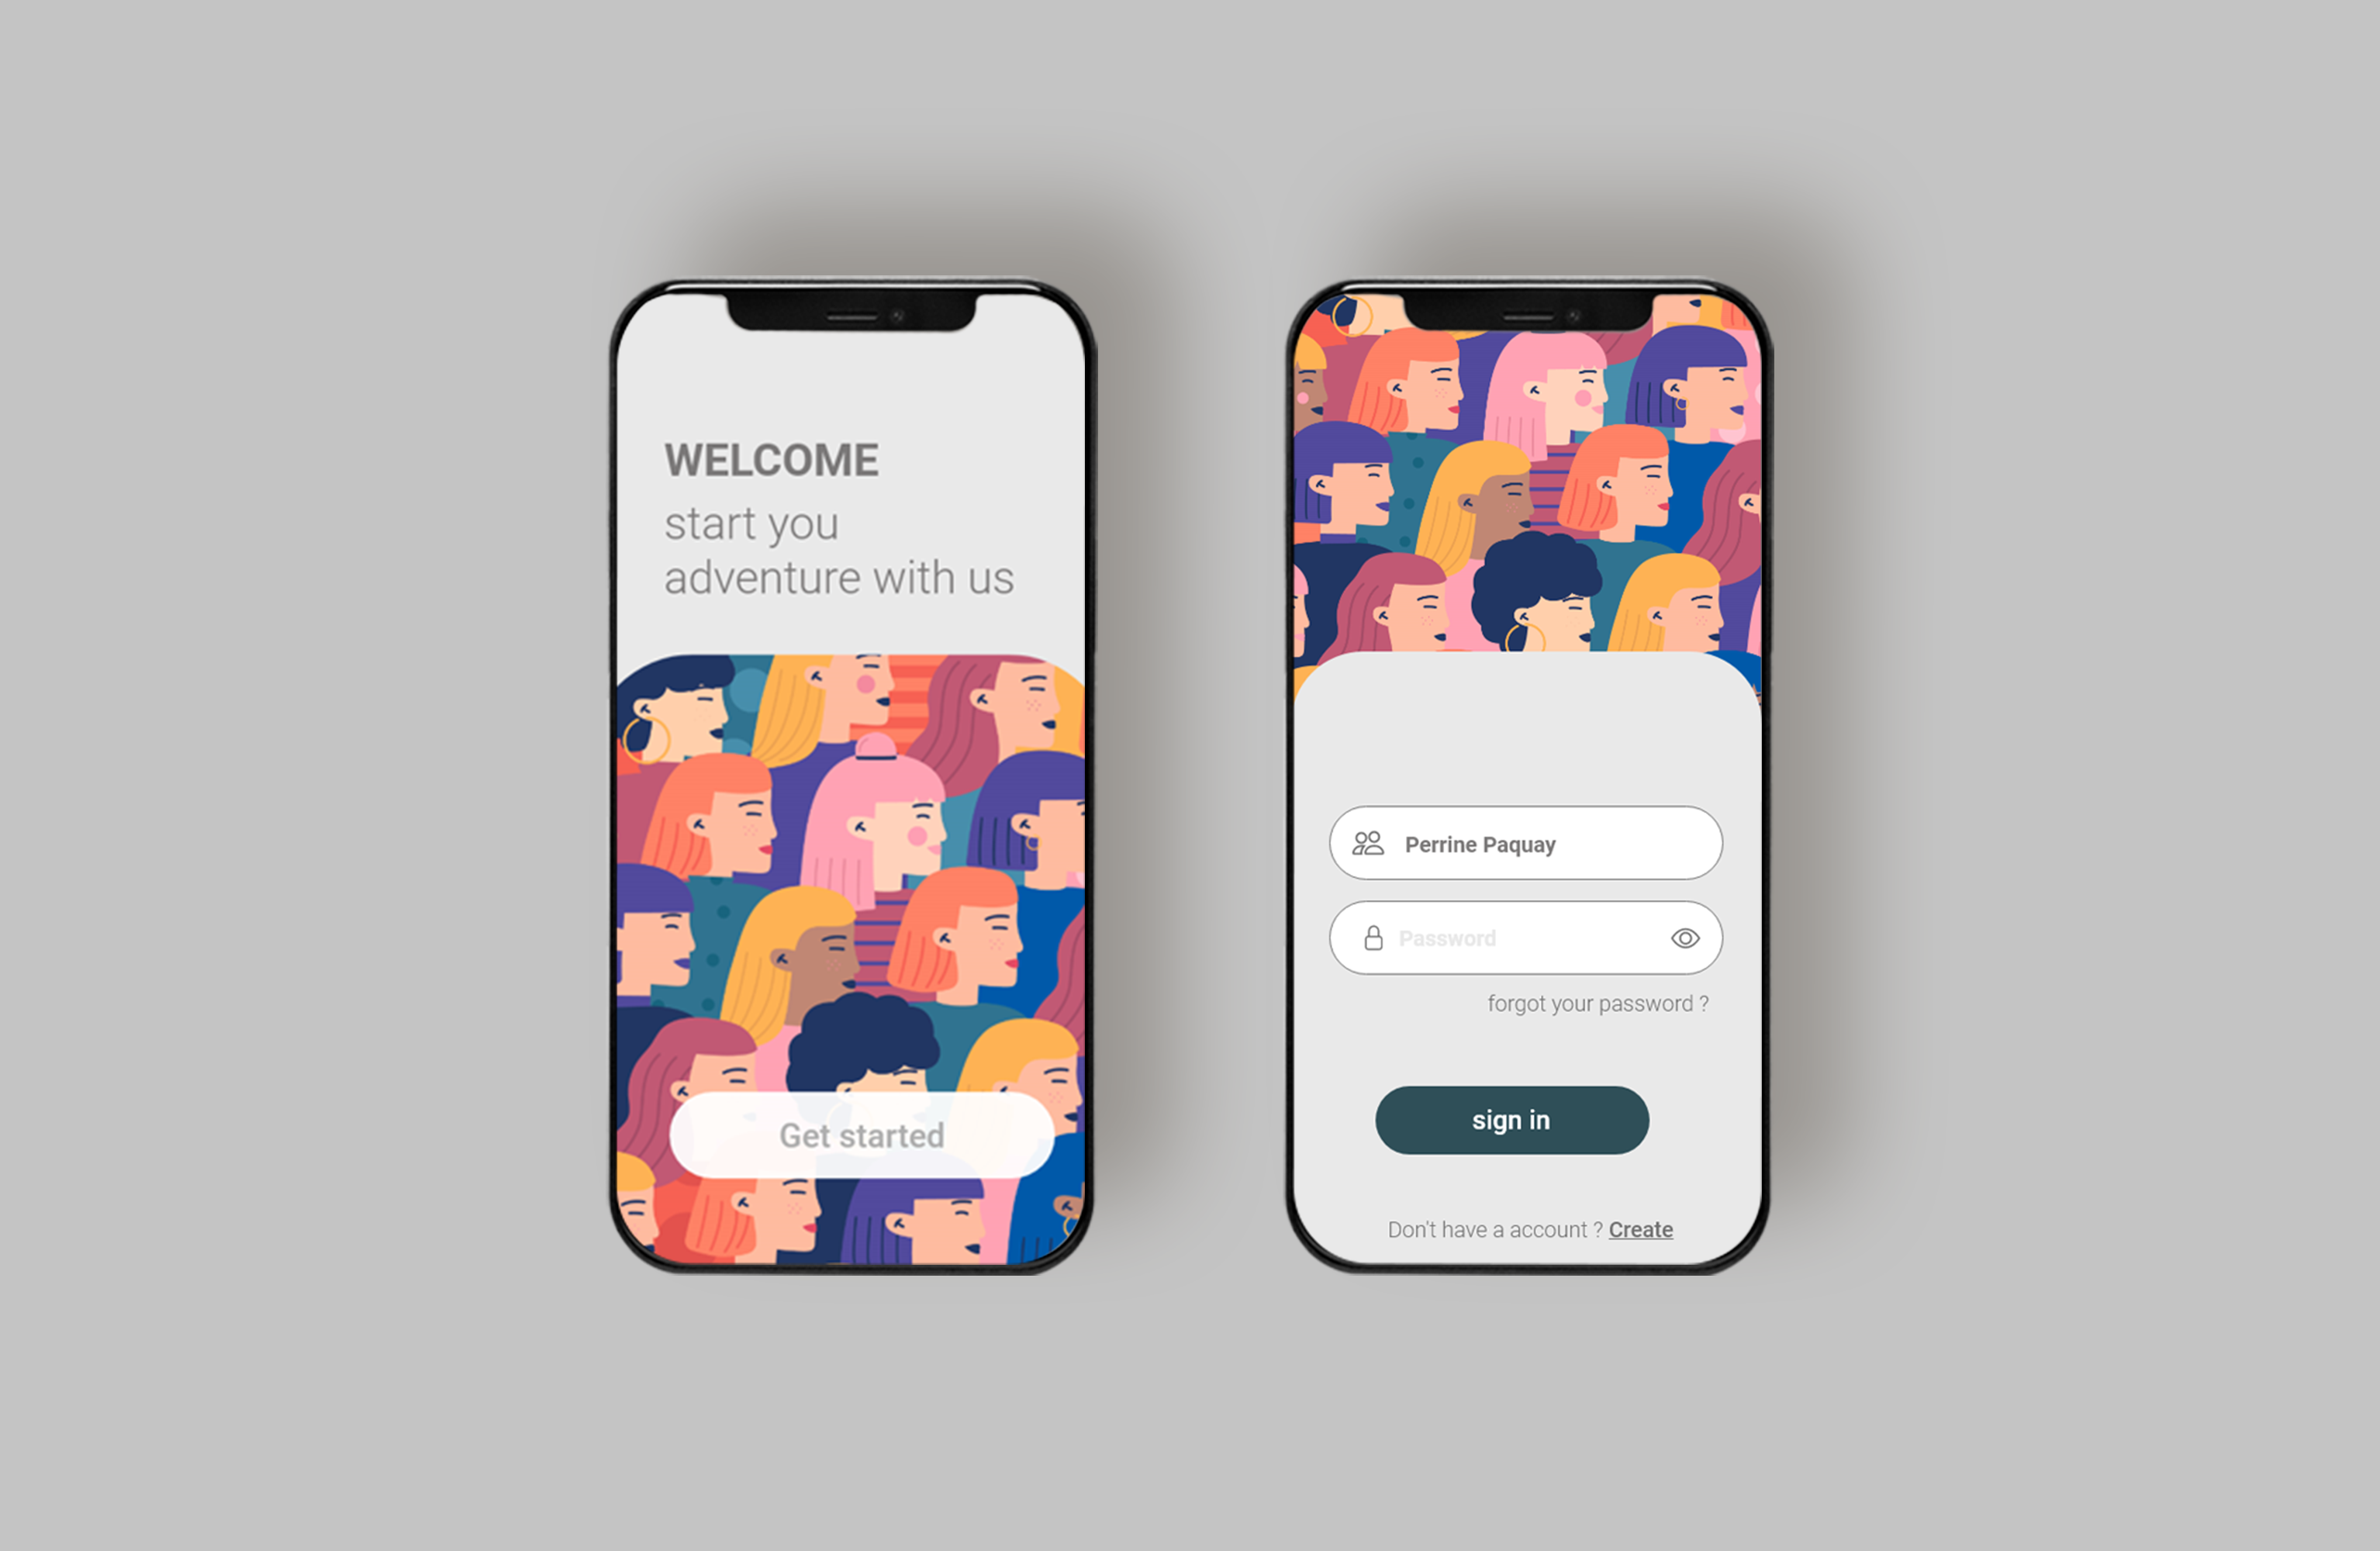 WELCOME
start you
adventure with us
Get started
Perrine Paquay
Password
forgot your password ?
sign in
Don't have a account ? Create